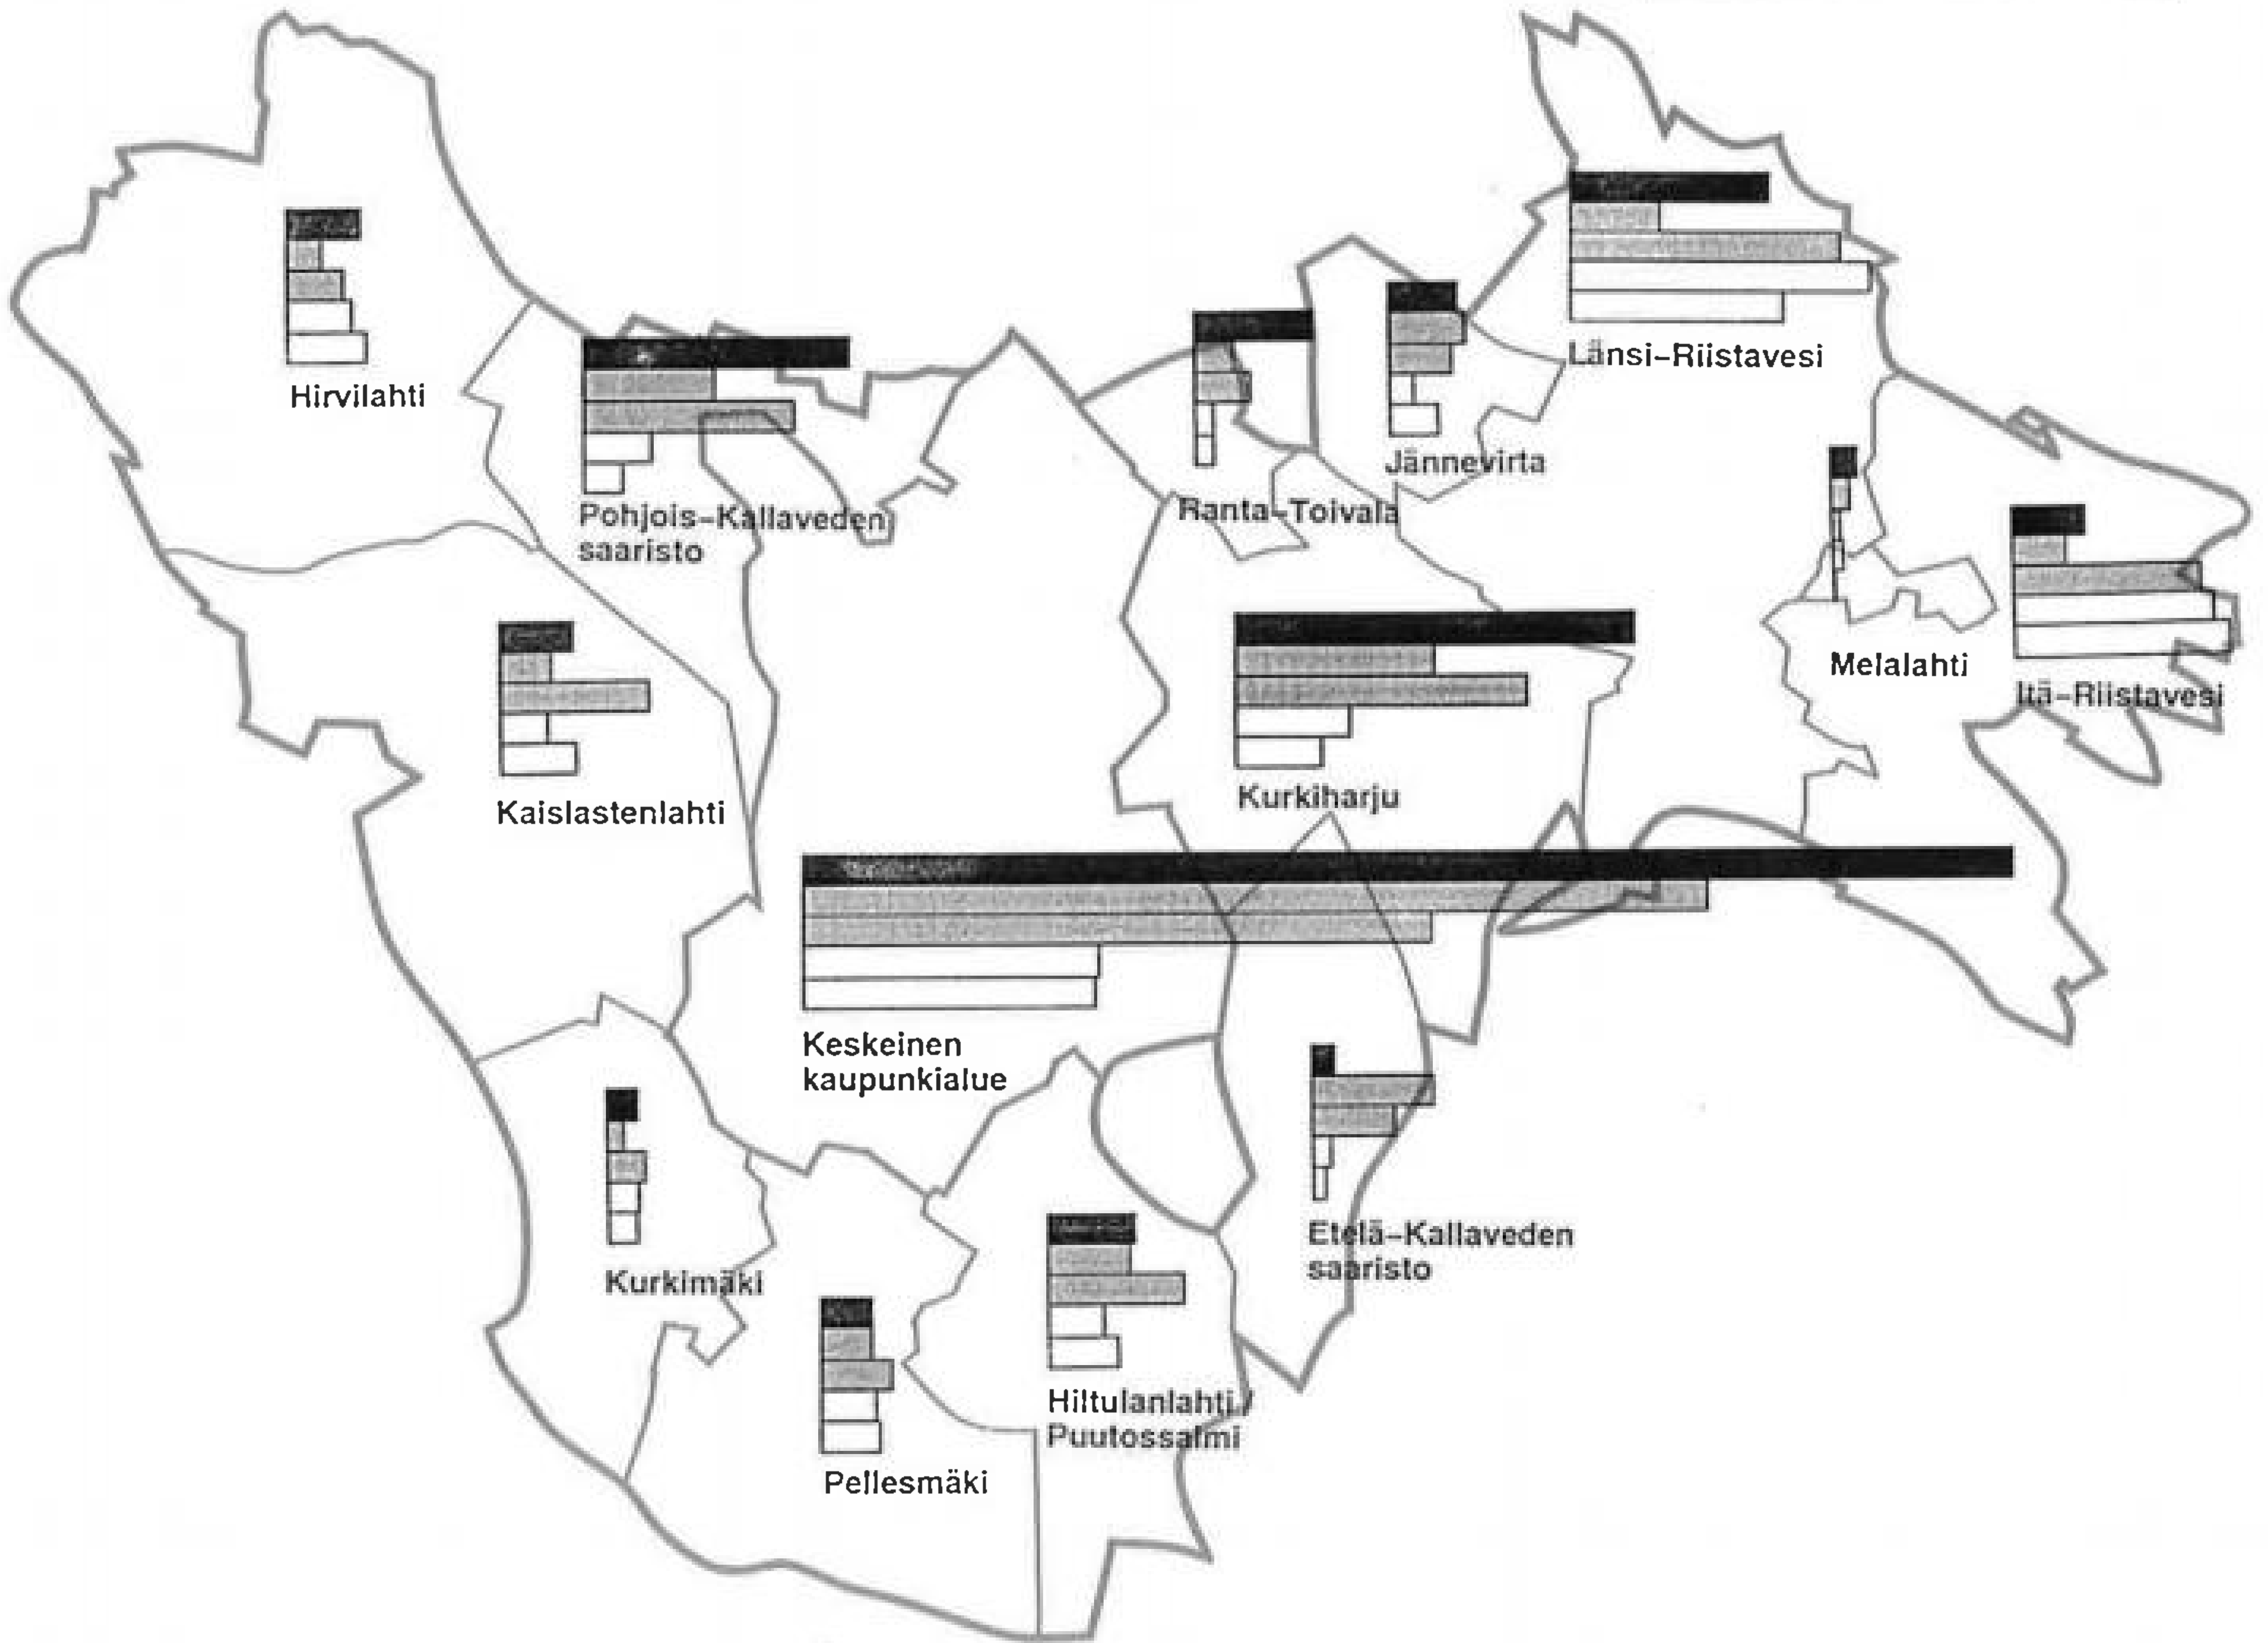 Hirvilahti
Länsi-Riistavesi
Jännevirta
Ranta-Toivala
Pohjois-Kallaveden
saaristo
Melalahti
Itä-Riistavesi
Kurkiharju
Kaislastenlahti
Keskeinen
kaupunkialue
Etelä-Kallaveden
saaristo
Kurkimäki
Hiltulanlahti/
Puutossalmi
Pellesmäki